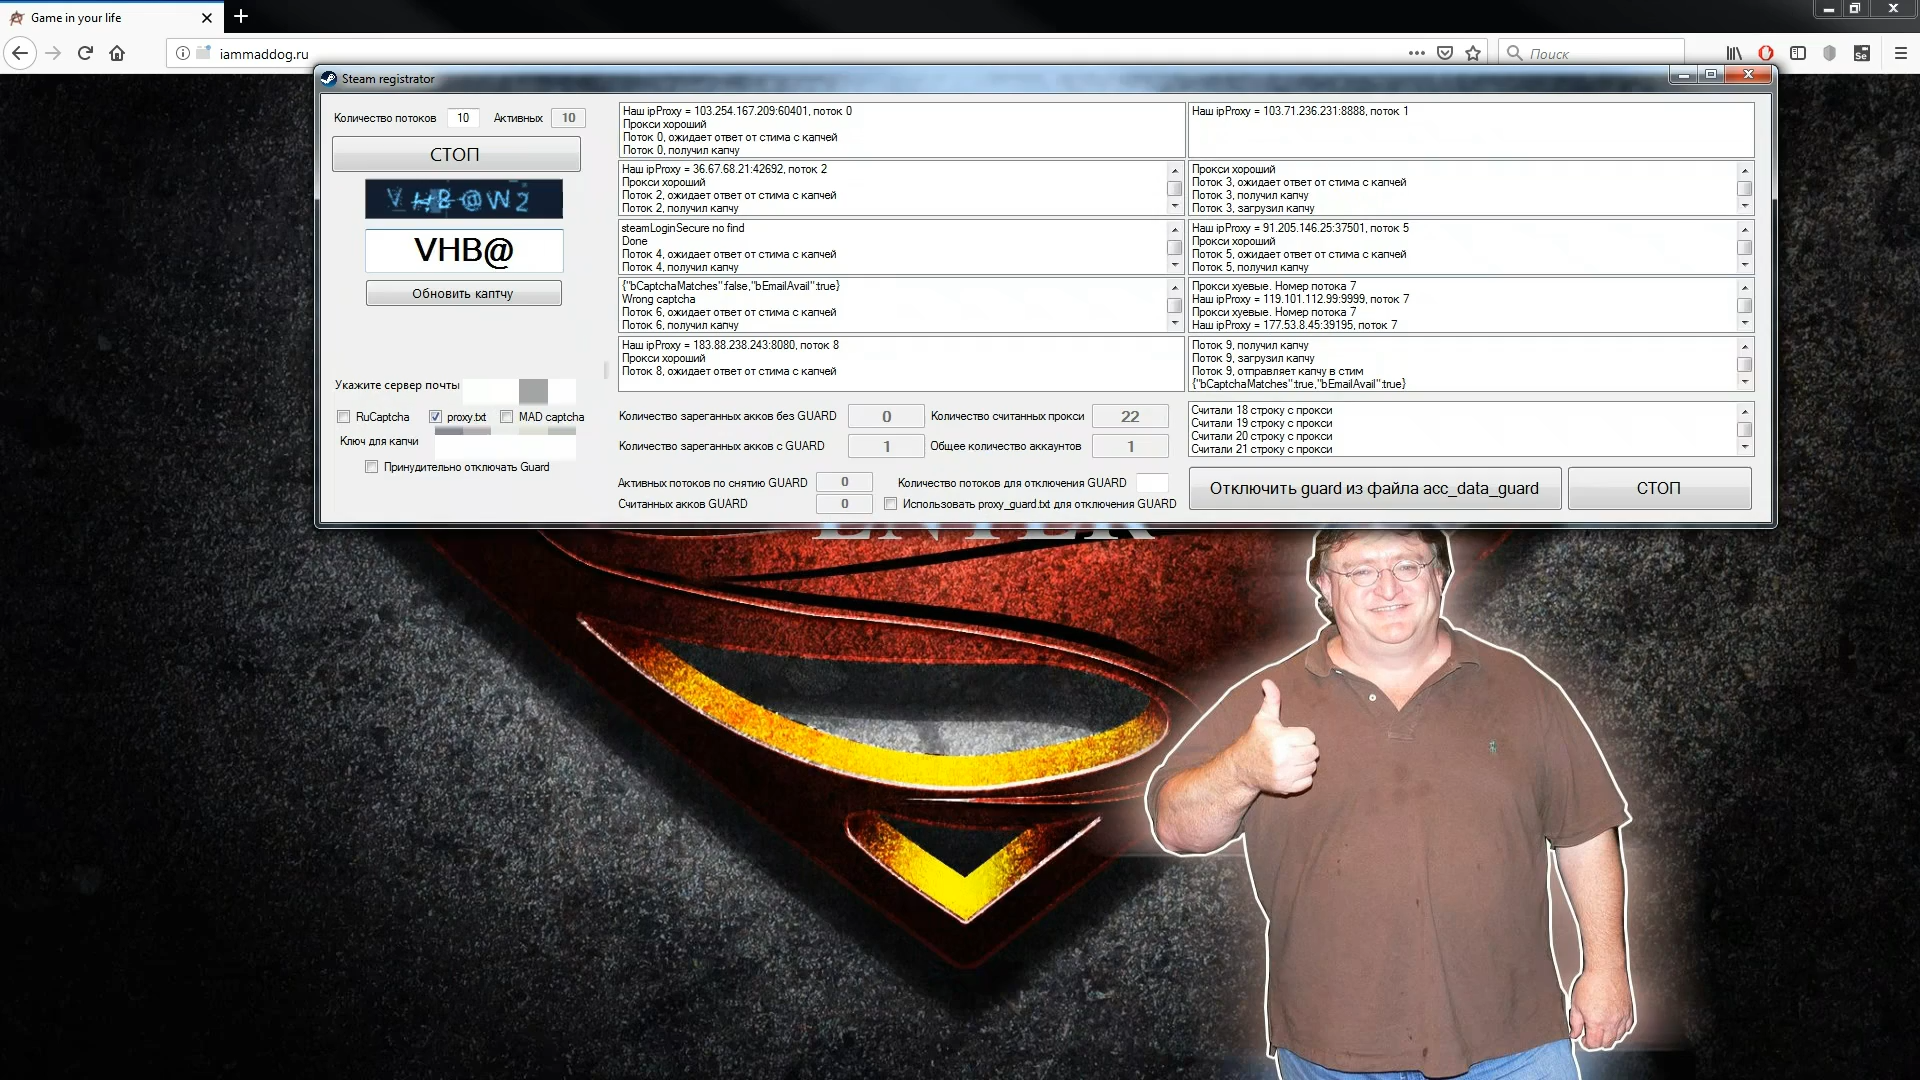 Game in your life
iammaddog.ru
Поиск
Steam registrator
Количество потоков 10 Активных 10
СТОП
VHB@W2
VHB@
Обновить каптчу
Укажите сервер почты
RuCaptcha proxy.txt MAD captcha
Ключ для капчи
Принудительно отключать Guard
Наш ipProxy = 103.254.167.209:60401, поток 0
Прокси хороший
Поток 0, ожидает ответ от стима с капчей
Поток 0, получил капчу
Наш ipProxy = 103.71.236.231:8888, поток 1
Наш ipProxy = 36.67.68.21:42692, поток 2
Прокси хороший
Поток 2, ожидает ответ от стима с капчей
Поток 2, получил капчу
Прокси хороший
Поток 3, ожидает ответ от стима с капчей
Поток 3, получил капчу
Поток 3, загрузил капчу
steamLoginSecure no find
Done
Поток 4, ожидает ответ от стима с капчей
Поток 4, получил капчу
Наш ipProxy = 91.205.146.25:37501, поток 5
Прокси хороший
Поток 5, ожидает ответ от стима с капчей
Поток 5, получил капчу
{"bCaptchaMatches":false,"bEmailAvail":true}
Wrong captcha
Поток 6, ожидает ответ от стима с капчей
Поток 6, получил капчу
Прокси хуевые. Номер потока 7
Наш ipProxy = 119.101.112.99:9999, поток 7
Прокси хуевые. Номер потока 7
Наш ipProxy = 177.53.8.45:39195, поток 7
Наш ipProxy = 183.88.238.243:8080, поток 8
Прокси хороший
Поток 8, ожидает ответ от стима с капчей
Поток 9, получил капчу
Поток 9, загрузил капчу
Поток 9, отправляет капчу в стим
{"bCaptchaMatches":true,"bEmailAvail":true}
Количество зареганных акков без GUARD 0 Количество считанных прокси 22
Количество зареганных акков с GUARD 1 Общее количество аккаунтов 1
Считали 18 строку с прокси
Считали 19 строку с прокси
Считали 20 строку с прокси
Считали 21 строку с прокси
Активных потоков по снятию GUARD 0 Количество потоков для отключения GUARD
Считанных акков GUARD 0 Использовать proxy_guard.txt для отключения GUARD
Отключить guard из файла acc_data_guard
СТОП
ENTER